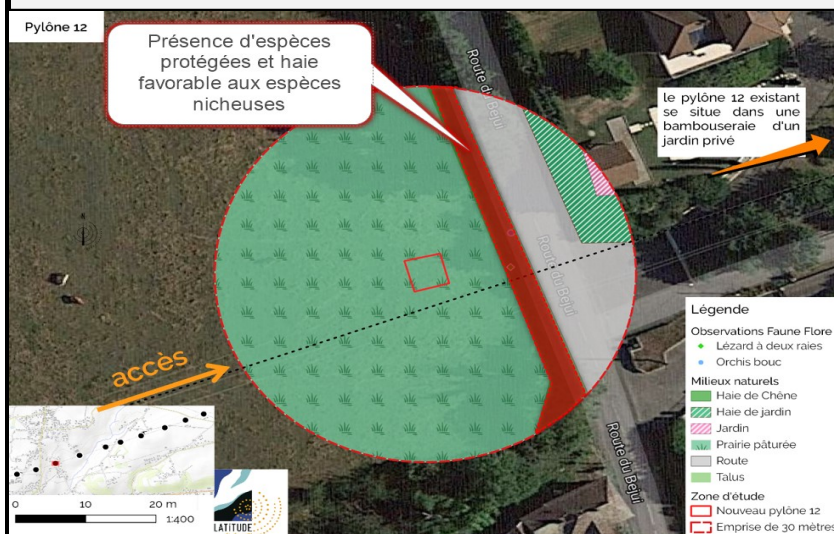 Pylône 12
Présence d'espèces
protégées et haie
favorable aux espèces
nicheuses
Route du Bejui
le pylône 12 existant
se situe dans une
bambouseraie d'un
jardin privé
Route du Bejui
accès
Route du Bejui
Légende
Observations Faune Flore
Lézard à deux raies
Orchis bouc
Milieux naturels
Haie de Chêne
Haie de jardin
Jardin
Prairie pâturée
Route
Talus
Zone d'étude
Nouveau pylône 12
Emprise de 30 mètres
0 10 20 m
1:400
LATITUDE